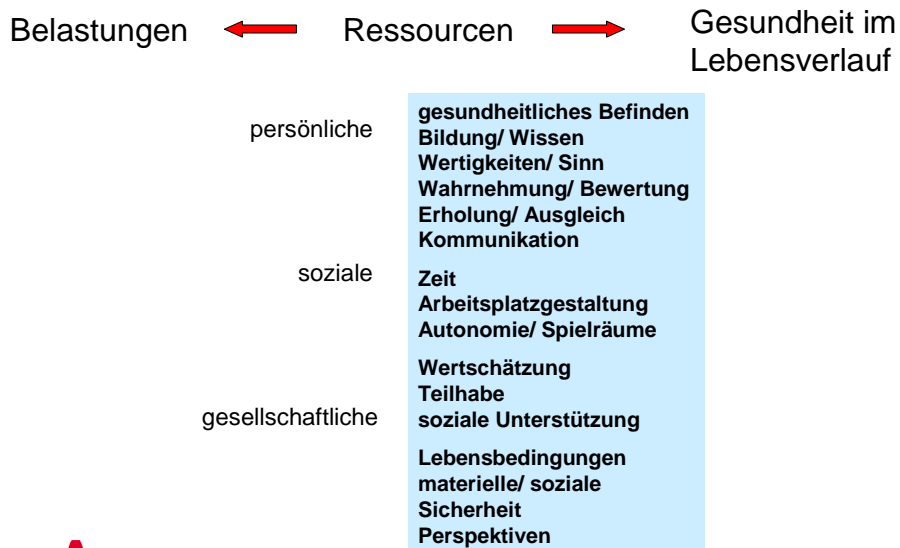 Belastungen
Ressourcen
Gesundheit im
Lebensverlauf
persönliche
gesundheitliches Befinden
Bildung/ Wissen
Wertigkeiten/ Sinn
Wahrnehmung/ Bewertung
Erholung/ Ausgleich
Kommunikation
soziale
Zeit
Arbeitsplatzgestaltung
Autonomie/ Spielräume
Wertschätzung
Teilhabe
gesellschaftliche
soziale Unterstützung
Lebensbedingungen
materielle/ soziale
Sicherheit
Perspektiven